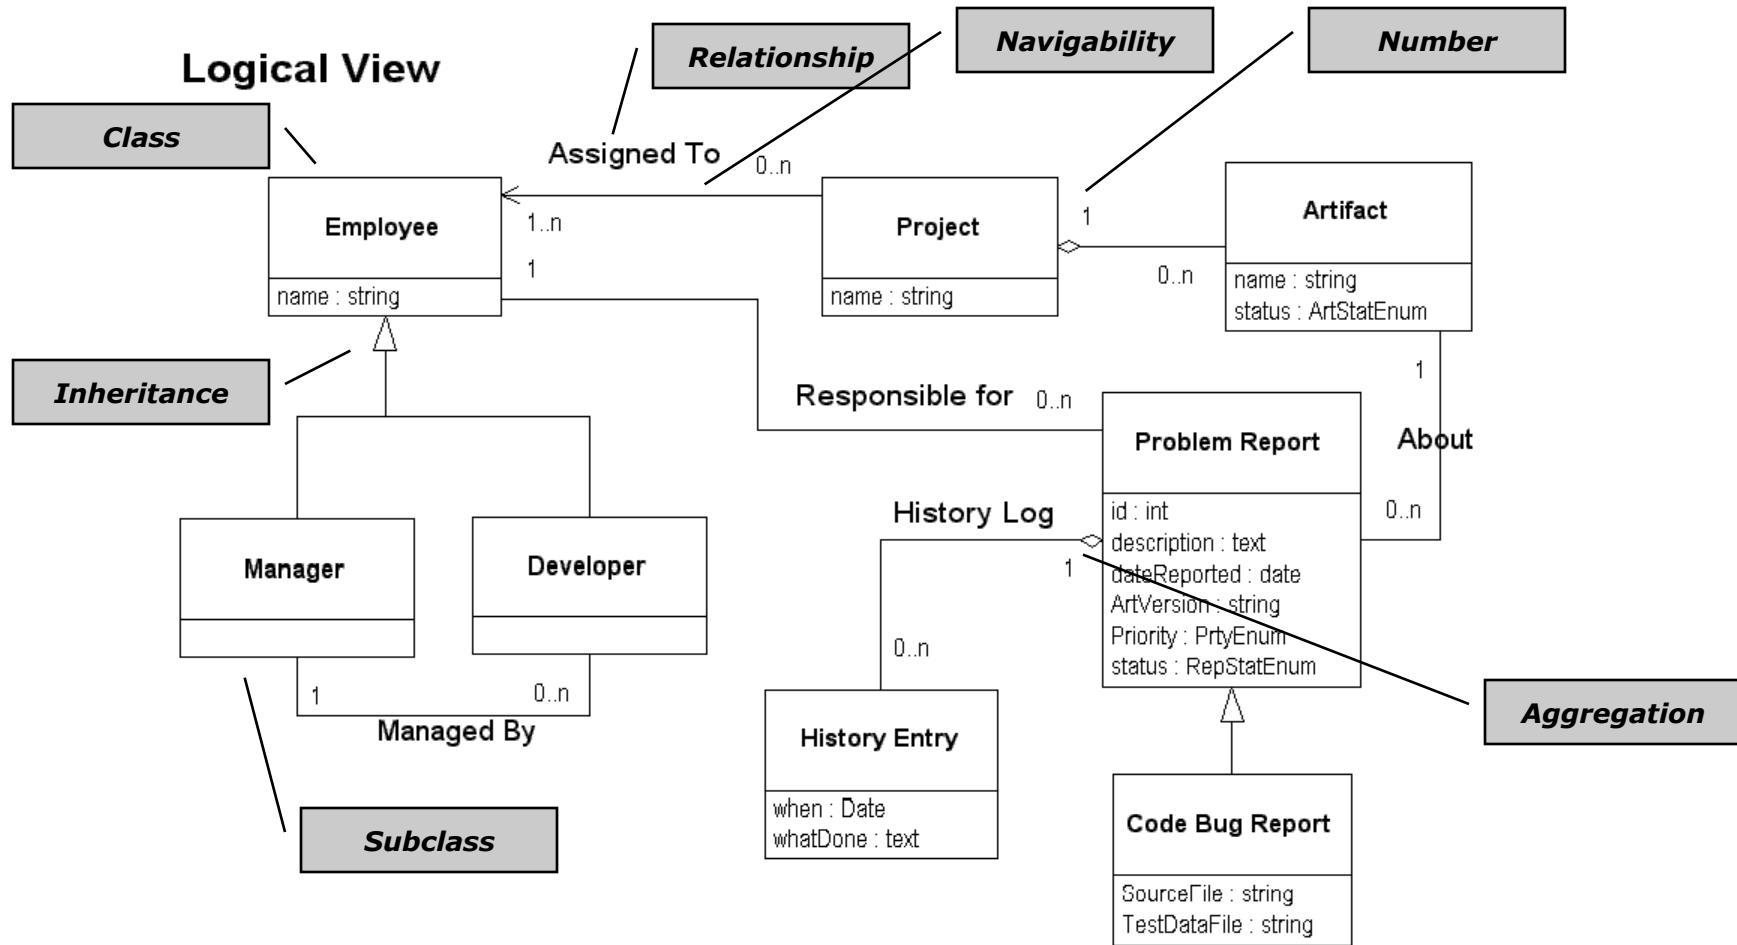 Logical View
Relationship
Navigability
Number
Class
Assigned To
0..n
1..n
1
Employee
name : string
Project
name : string
1
0..n
Artifact
name : string
status : ArtStatEnum
Inheritance
1
Responsible for
0..n
About
0..n
Problem Report
id : int
description : text
dateReported : date
ArtVersion : string
Priority : PrtyEnum
status : RepStatEnum
History Log
1
0..n
Manager
Developer
1
0..n
Managed By
Subclass
History Entry
when : Date
whatDone : text
Aggregation
Code Bug Report
SourceFile : string
TestDataFile : string